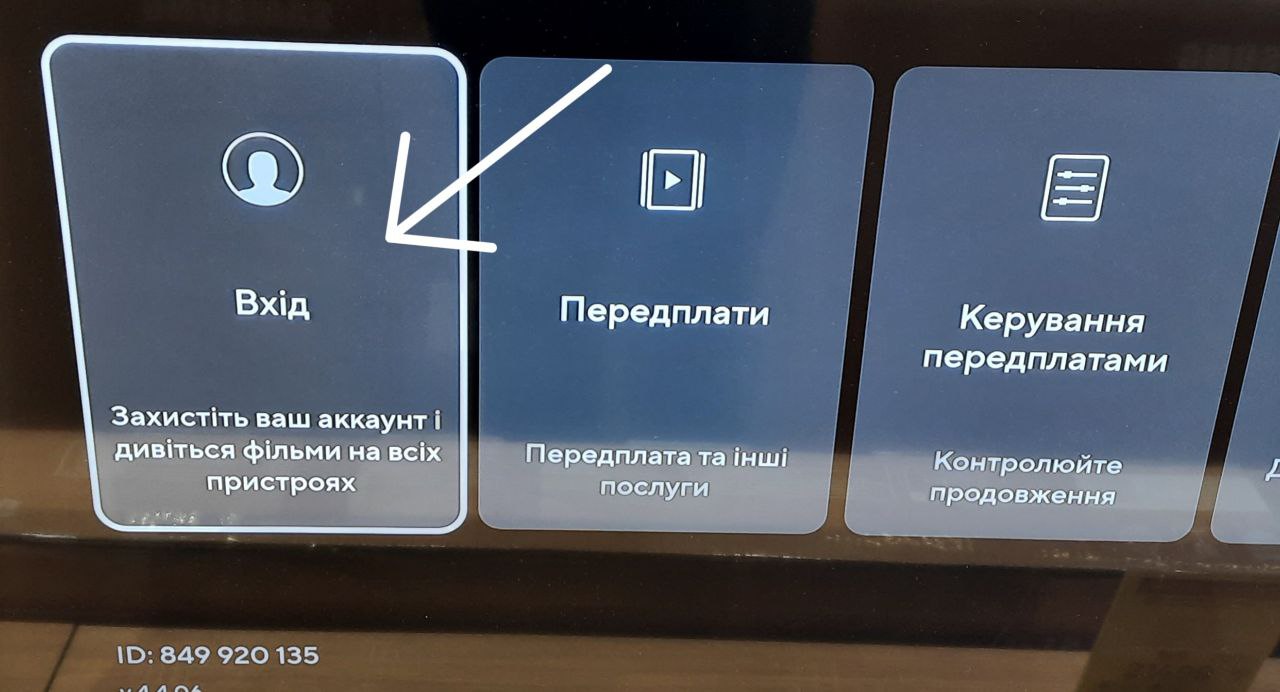 Вхід
Захистіть ваш аккаунт і
дивіться фільми на всіх
пристроях
Передплати
Передплата та інші
послуги
Керування
передплатами
Контролюйте
продовження
ID: 849 920 135